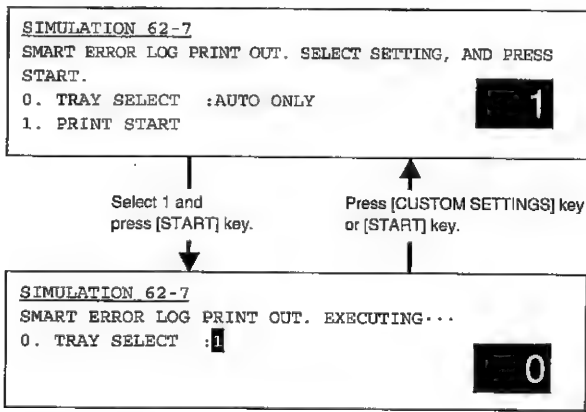 SIMULATION 62-7
SMART ERROR LOG PRINT OUT. SELECT SETTING, AND PRESS
START.
0. TRAY SELECT :AUTO ONLY
1. PRINT START
1
Select 1 and
press [START] key.
Press [CUSTOM SETTINGS] key
or [START] key.
SIMULATION 62-7
SMART ERROR LOG PRINT OUT. EXECUTING···
0. TRAY SELECT :1
0